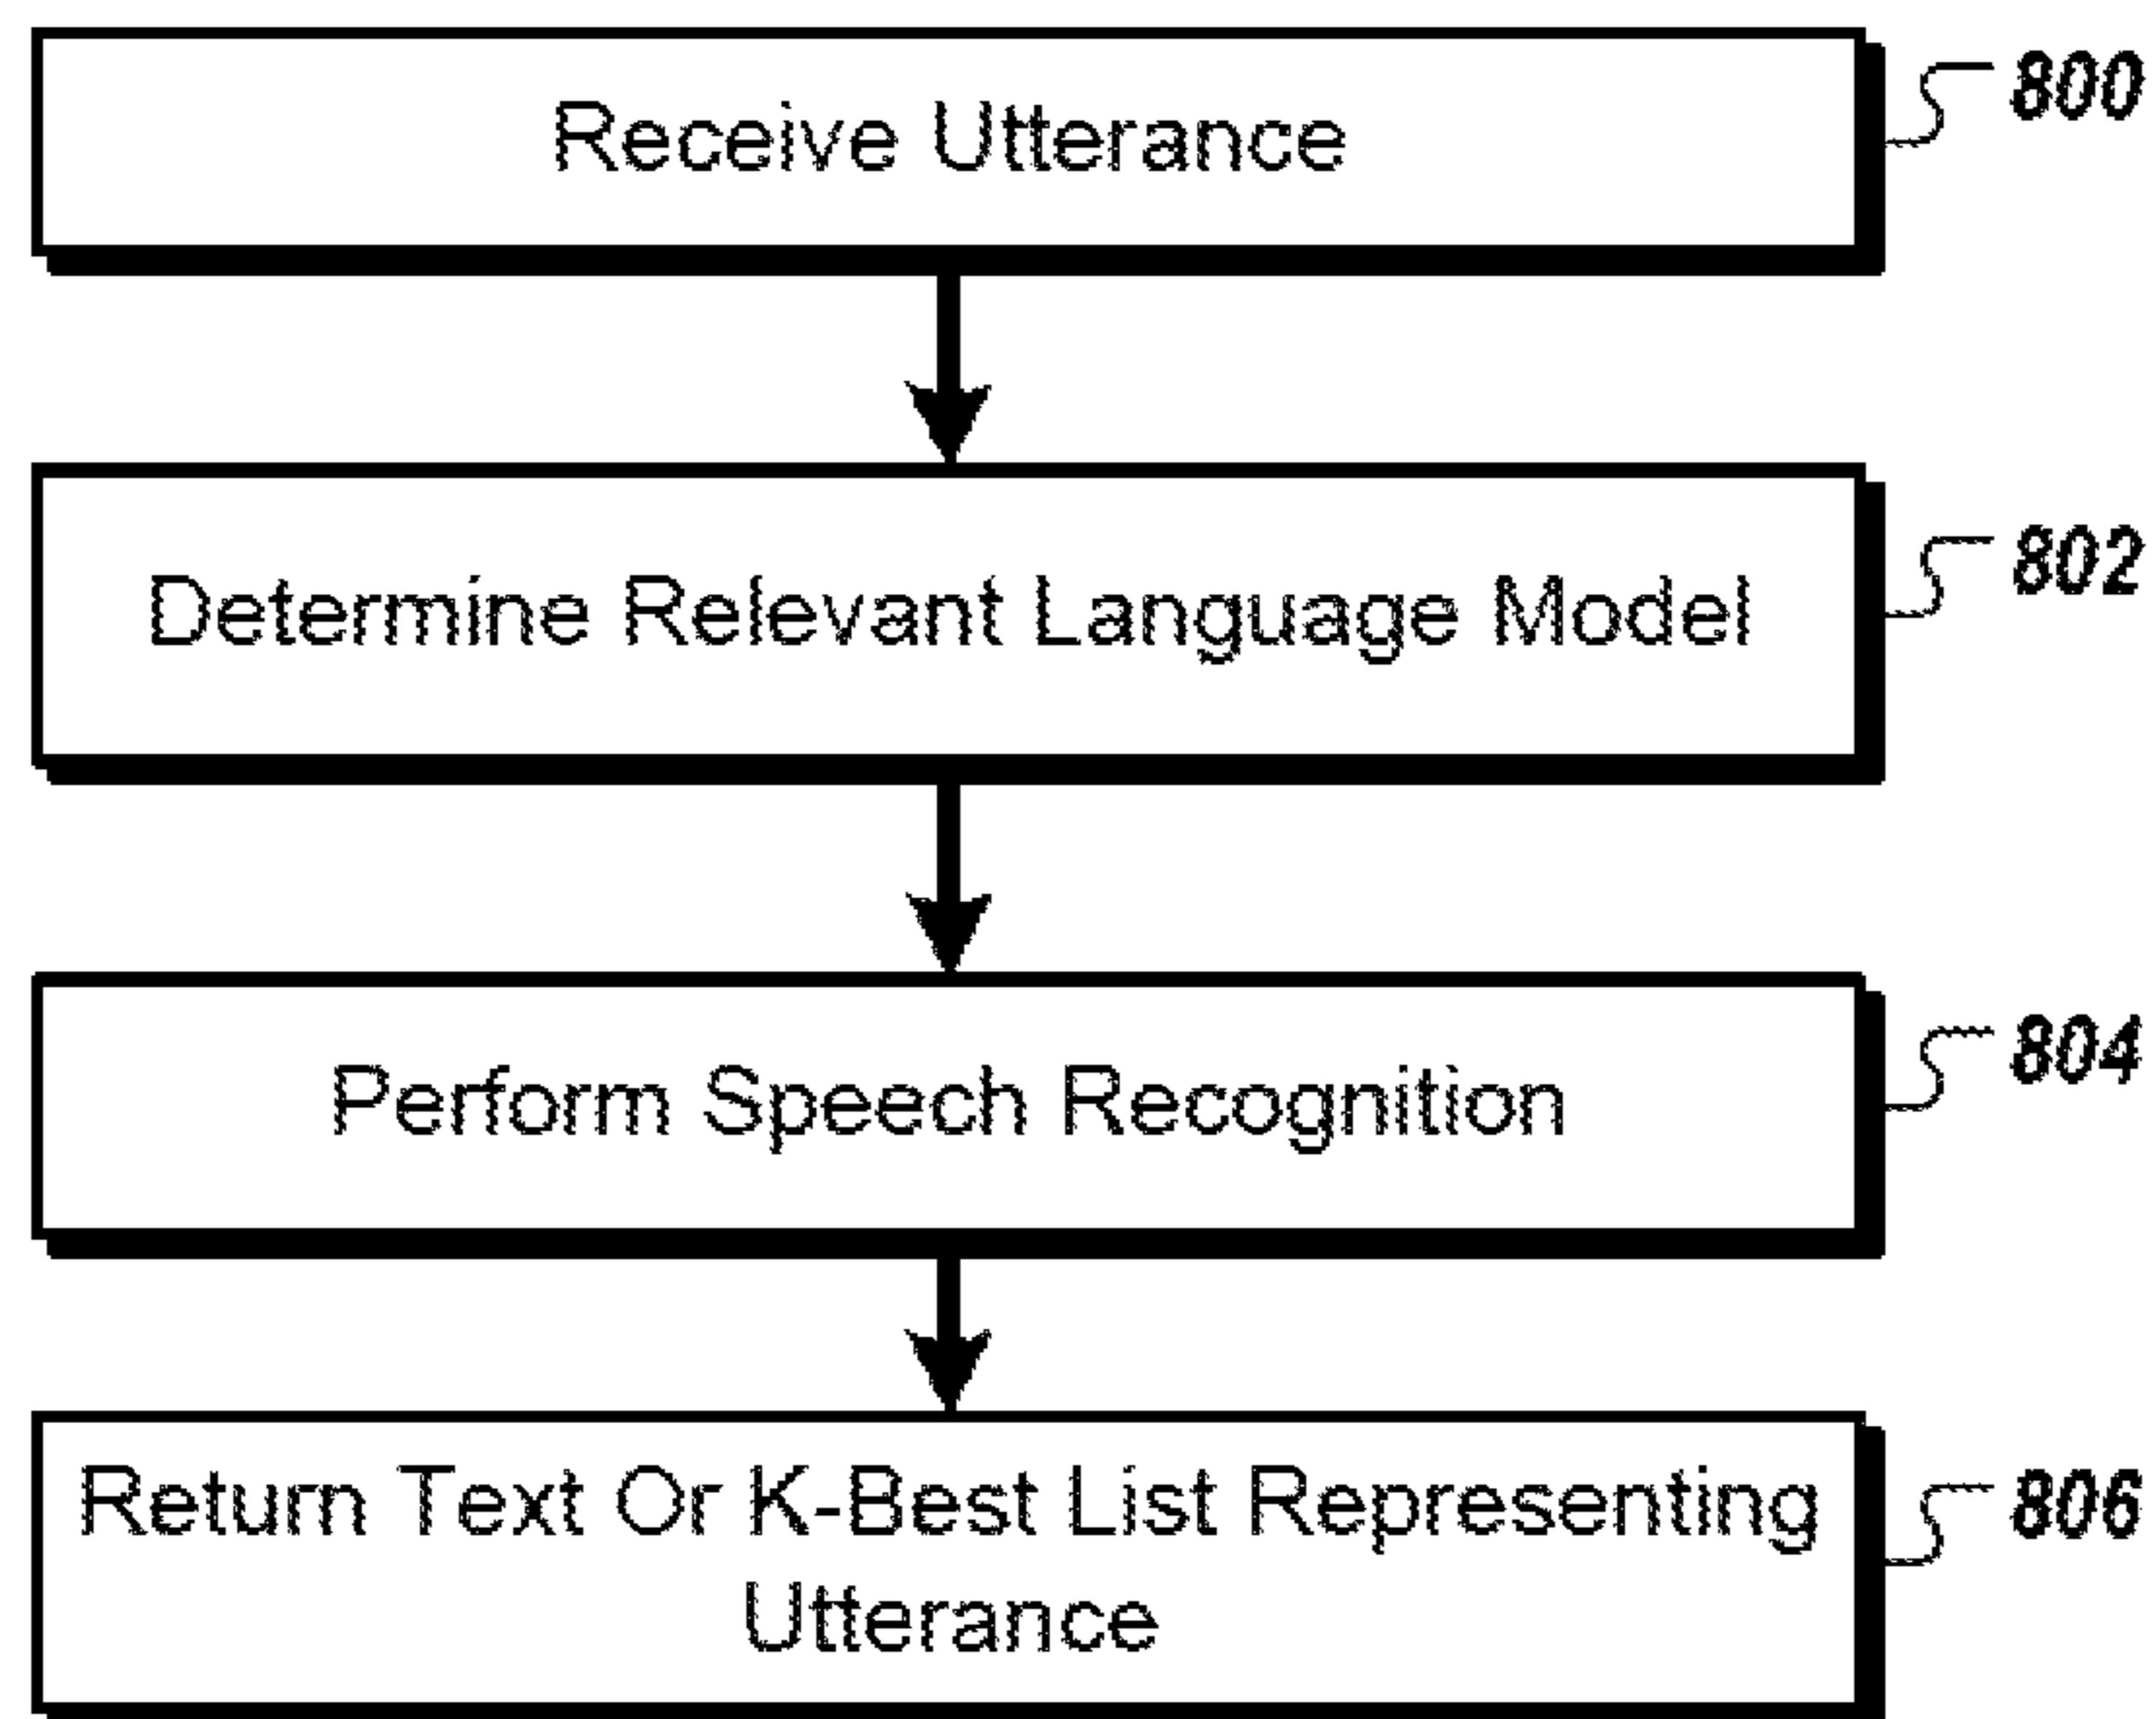 Receive Utterance
800
Determine Relevant Language Model
802
Perform Speech Recognition
804
Return Text Or K-Best List Representing
Utterance
806